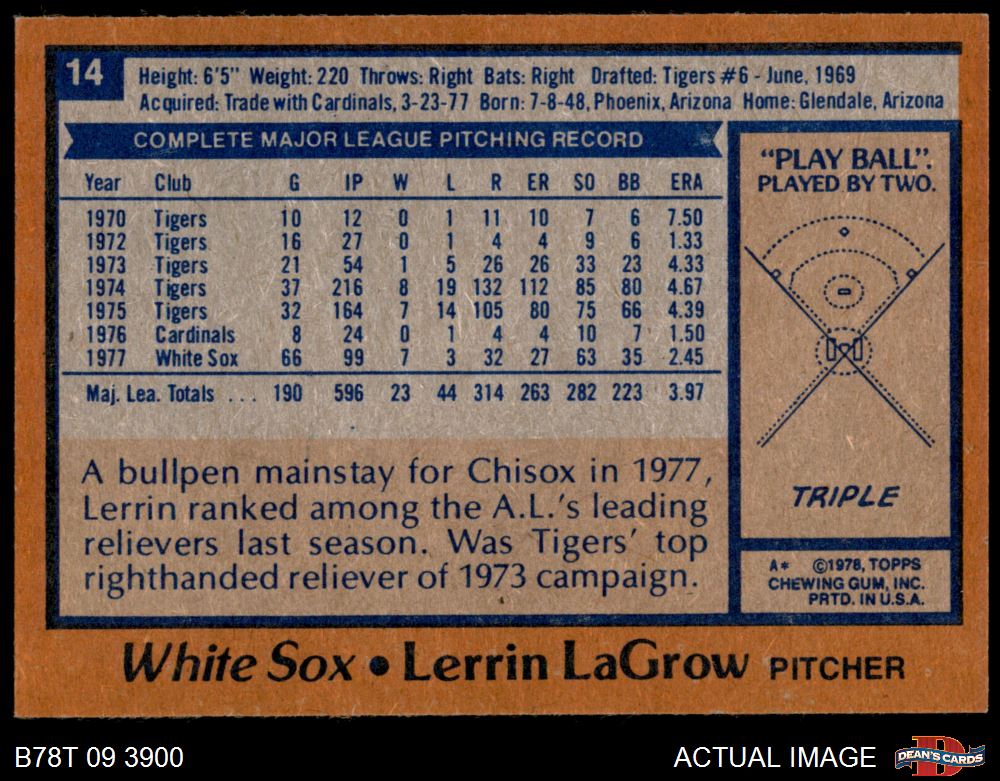 14
Height: 6'5" Weight: 220 Throws: Right Bats: Right Drafted: Tigers #6 - June, 1969
Acquired: Trade with Cardinals, 3-23-77 Born: 7-8-48, Phoenix, Arizona Home: Glendale, Arizona
COMPLETE MAJOR LEAGUE PITCHING RECORD
Year Club G IP W L R ER SO BB ERA
1970 Tigers 10 12 0 1 11 10 7 6 7.50
1972 Tigers 16 27 0 1 4 4 9 6 1.33
1973 Tigers 21 54 1 5 26 26 33 23 4.33
1974 Tigers 37 216 8 19 132 112 85 80 4.67
1975 Tigers 32 164 7 14 105 80 75 66 4.39
1976 Cardinals 8 24 0 1 4 4 10 7 1.50
1977 White Sox 66 99 7 3 32 27 63 35 2.45
Maj. Lea. Totals ... 190 596 23 44 314 263 282 223 3.97
A bullpen mainstay for Chisox in 1977,
Lerrin ranked among the A.L.'s leading
relievers last season. Was Tigers' top
righthanded reliever of 1973 campaign.
"PLAY BALL".
PLAYED BY TWO.
TRIPLE
A* ©1978, TOPPS
CHEWING GUM, INC.
PRTD. IN U.S.A.
White Sox • Lerrin LaGrow PITCHER
B78T 09 3900
ACTUAL IMAGE
D
DEAN'S CARDS